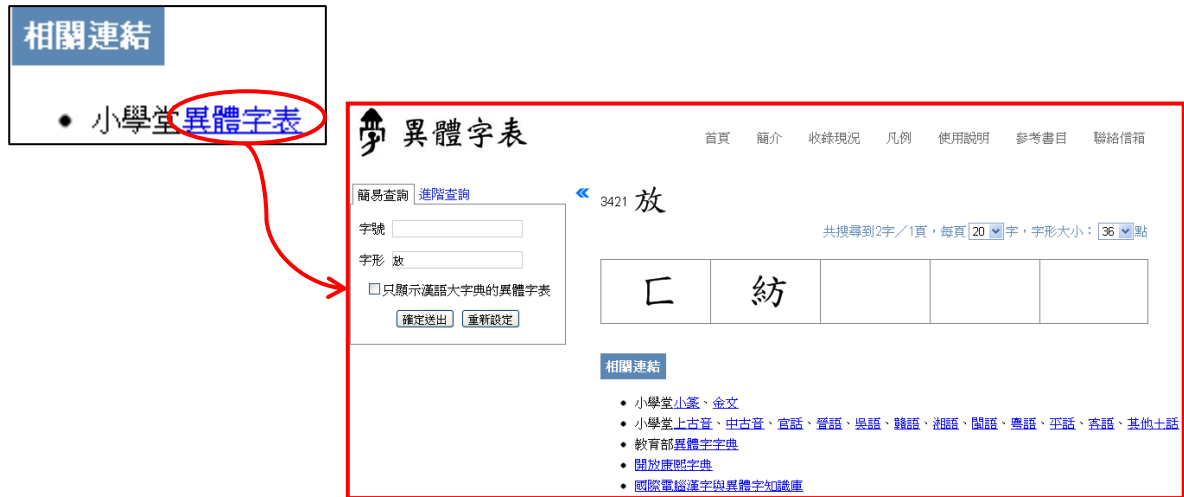 相關連結
• 小學堂異體字表
夢 異體字表
首頁 簡介 收錄現況 凡例 使用說明 參考書目 聯絡信箱
簡易查詢 進階查詢
字號
字形 放
只顯示漢語大字典的異體字表
確定送出 重新設定
« 3421 放
共搜尋到2字／1頁，每頁 20 字，字形大小： 36 點
匚 紡
相關連結
• 小學堂小篆、金文
• 小學堂上古音、中古音、官話、晉語、吳語、贛語、湘語、閩語、粵語、平話、客語、其他土話
• 教育部異體字字典
• 開放康熙字典
• 國際電腦漢字與異體字知識庫